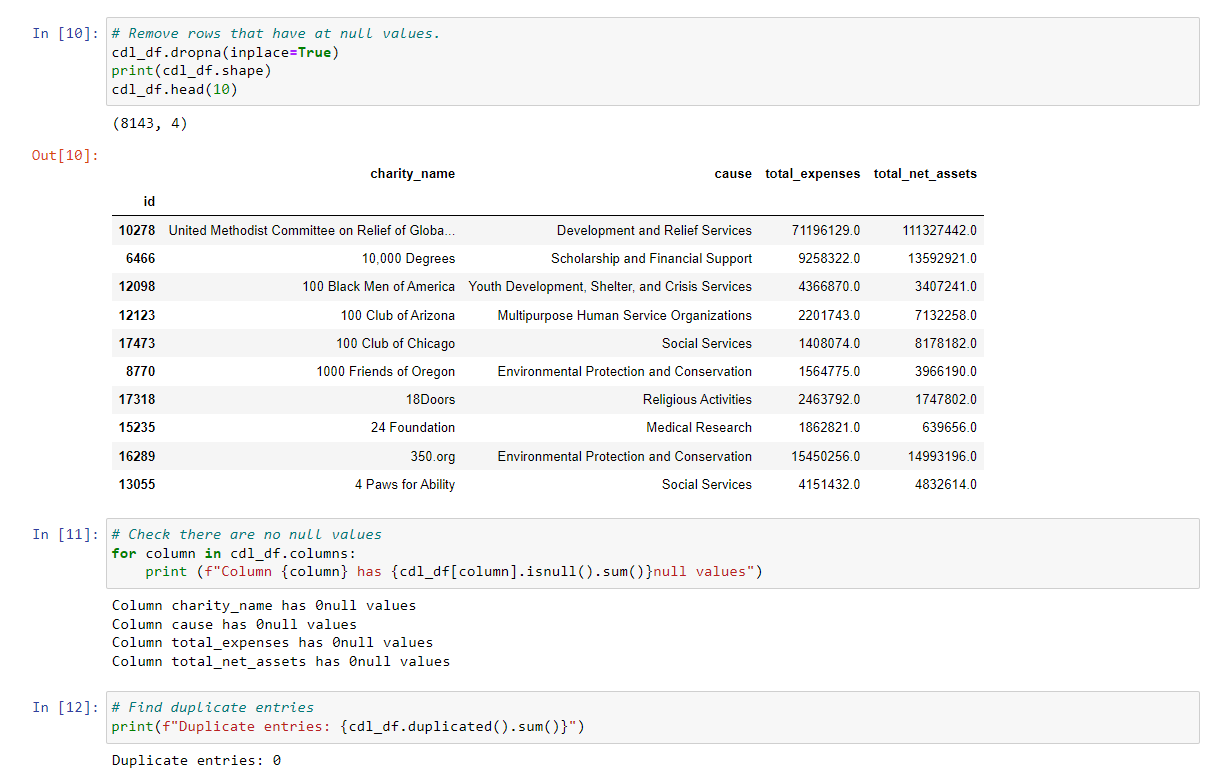 In [10]: # Remove rows that have at null values.
cdl_df.dropna(inplace=True)
print(cdl_df.shape)
cdl_df.head(10)
(8143, 4)
Out[10]:
charity_name cause total_expenses total_net_assets
id
10278 United Methodist Committee on Relief of Globa... Development and Relief Services 71196129.0 111327442.0
6466 10,000 Degrees Scholarship and Financial Support 9258322.0 13592921.0
12098 100 Black Men of America Youth Development, Shelter, and Crisis Services 4366870.0 3407241.0
12123 100 Club of Arizona Multipurpose Human Service Organizations 2201743.0 7132258.0
17473 100 Club of Chicago Social Services 1408074.0 8178182.0
8770 1000 Friends of Oregon Environmental Protection and Conservation 1564775.0 3966190.0
17318 18Doors Religious Activities 2463792.0 1747802.0
15235 24 Foundation Medical Research 1862821.0 639656.0
16289 350.org Environmental Protection and Conservation 15450256.0 14993196.0
13055 4 Paws for Ability Social Services 4151432.0 4832614.0
In [11]: # Check there are no null values
for column in cdl_df.columns:
    print (f"Column {column} has {cdl_df[column].isnull().sum()}null values")
Column charity_name has 0null values
Column cause has 0null values
Column total_expenses has 0null values
Column total_net_assets has 0null values
In [12]: # Find duplicate entries
print(f"Duplicate entries: {cdl_df.duplicated().sum()}")
Duplicate entries: 0